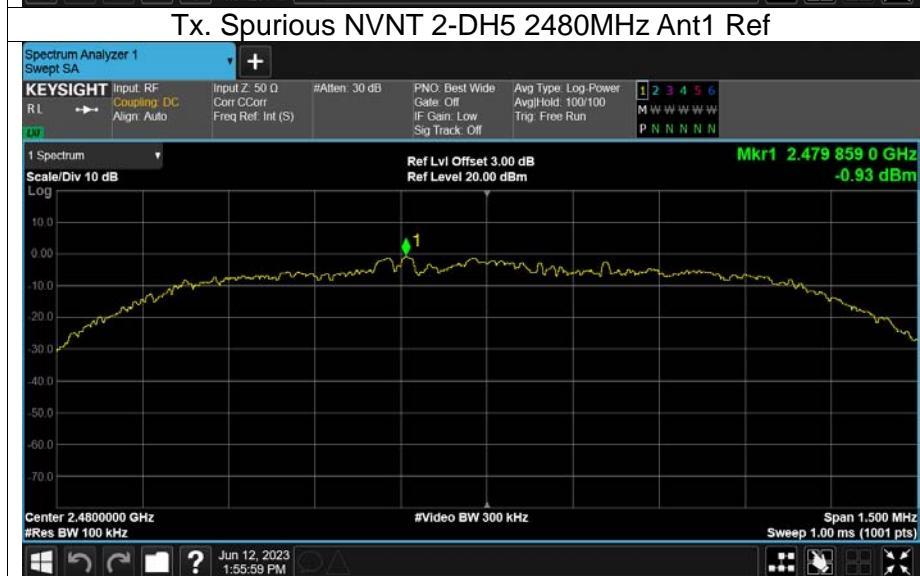 Tx. Spurious NVNT 2-DH5 2480MHz Ant1 Ref
Spectrum Analyzer 1
Swept SA
+
KEYSIGHT
RL
LXI
Input: RF
Coupling: DC
Align: Auto
Input Z: 50 Ω
Corr CCorr
Freq Ref: Int (S)
#Atten: 30 dB
PNO: Best Wide
Gate: Off
IF Gain: Low
Sig Track: Off
Avg Type: Log-Power
Avg|Hold: 100/100
Trig: Free Run
1 2 3 4 5 6
M W W W W W
P N N N N N
1 Spectrum
Scale/Div 10 dB
Log
Ref Lvl Offset 3.00 dB
Ref Level 20.00 dBm
Mkr1 2.479 859 0 GHz
-0.93 dBm
10.0
0.00
-10.0
-20.0
-30.0
-40.0
-50.0
-60.0
-70.0
1
Center 2.4800000 GHz
#Res BW 100 kHz
#Video BW 300 kHz
Span 1.500 MHz
Sweep 1.00 ms (1001 pts)
?
Jun 12, 2023
1:55:59 PM